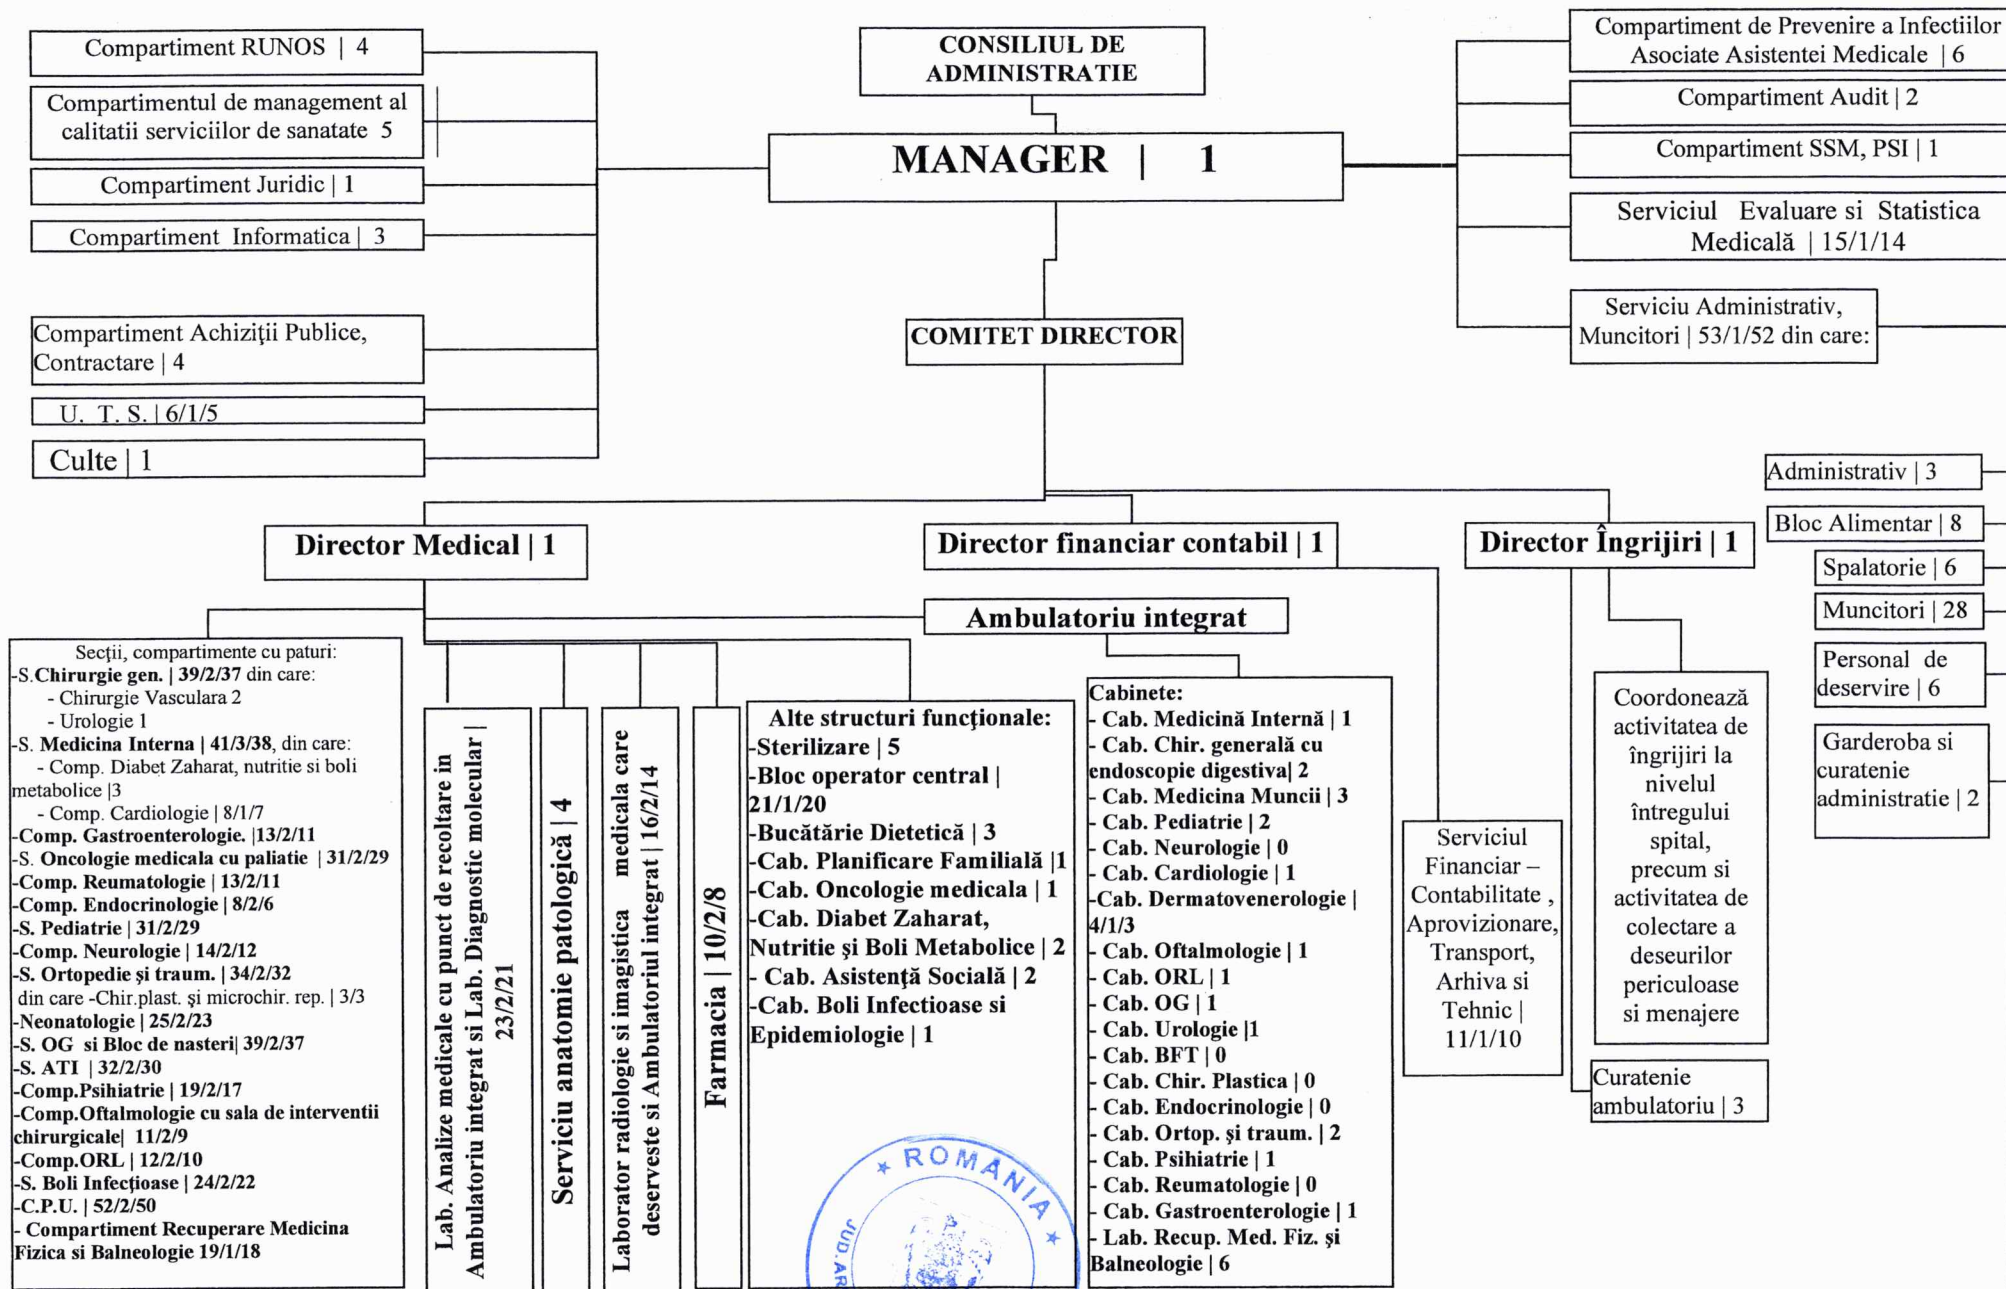 Compartiment RUNOS | 4
Compartimentul de management al
calitatii serviciilor de sanatate 5
Compartiment Juridic | 1
Compartiment Informatica | 3
Compartiment Achiziţii Publice,
Contractare | 4
U. T. S. | 6/1/5
Culte | 1
CONSILIUL DE
ADMINISTRATIE
MANAGER | 1
COMITET DIRECTOR
Compartiment de Prevenire a Infectiilor
Asociate Asistentei Medicale | 6
Compartiment Audit | 2
Compartiment SSM, PSI | 1
Serviciul Evaluare si Statistica
Medicală | 15/1/14
Serviciu Administrativ,
Muncitori | 53/1/52 din care:
Administrativ | 3
Bloc Alimentar | 8
Spalatorie | 6
Muncitori | 28
Personal de
deservire | 6
Garderoba si
curatenie
administratie | 2
Director Medical | 1
Director financiar contabil | 1
Director Îngrijiri | 1
Ambulatoriu integrat
Secţii, compartimente cu paturi:
-S.Chirurgie gen. | 39/2/37 din care:
- Chirurgie Vasculara 2
- Urologie 1
-S. Medicina Interna | 41/3/38, din care:
- Comp. Diabet Zaharat, nutritie si boli
metabolice |3
- Comp. Cardiologie | 8/1/7
-Comp. Gastroenterologie. |13/2/11
-S. Oncologie medicala cu paliatie | 31/2/29
-Comp. Reumatologie | 13/2/11
-Comp. Endocrinologie | 8/2/6
-S. Pediatrie | 31/2/29
-Comp. Neurologie | 14/2/12
-S. Ortopedie şi traum. | 34/2/32
din care -Chir.plast. şi microchir. rep. | 3/3
-Neonatologie | 25/2/23
-S. OG si Bloc de nasteri| 39/2/37
-S. ATI | 32/2/30
-Comp.Psihiatrie | 19/2/17
-Comp.Oftalmologie cu sala de interventii
chirurgicale| 11/2/9
-Comp.ORL | 12/2/10
-S. Boli Infecţioase | 24/2/22
-C.P.U. | 52/2/50
- Compartiment Recuperare Medicina
Fizica si Balneologie 19/1/18
Lab. Analize medicale cu punct de recoltare in
Ambulatoriu integrat si Lab. Diagnostic molecular |
23/2/21
Serviciu anatomie patologică | 4
Laborator radiologie si imagistica medicala care
deserveste si Ambulatoriul integrat | 16/2/14
Farmacia | 10/2/8
Alte structuri funcţionale:
-Sterilizare | 5
-Bloc operator central |
21/1/20
-Bucătărie Dietetică | 3
-Cab. Planificare Familială |1
-Cab. Oncologie medicala | 1
-Cab. Diabet Zaharat,
Nutritie şi Boli Metabolice | 2
- Cab. Asistenţă Socială | 2
-Cab. Boli Infectioase si
Epidemiologie | 1
Cabinete:
- Cab. Medicină Internă | 1
- Cab. Chir. generală cu
endoscopie digestiva| 2
- Cab. Medicina Muncii | 3
- Cab. Pediatrie | 2
- Cab. Neurologie | 0
- Cab. Cardiologie | 1
-Cab. Dermatovenerologie |
4/1/3
- Cab. Oftalmologie | 1
- Cab. ORL | 1
- Cab. OG | 1
- Cab. Urologie |1
- Cab. BFT | 0
- Cab. Chir. Plastica | 0
- Cab. Endocrinologie | 0
- Cab. Ortop. şi traum. | 2
- Cab. Psihiatrie | 1
- Cab. Reumatologie | 0
- Cab. Gastroenterologie | 1
- Lab. Recup. Med. Fiz. şi
Balneologie | 6
Serviciul
Financiar –
Contabilitate ,
Aprovizionare,
Transport,
Arhiva si
Tehnic |
11/1/10
Coordonează
activitatea de
îngrijiri la
nivelul
întregului
spital,
precum si
activitatea de
colectare a
deseurilor
periculoase
si menajere
Curatenie
ambulatoriu | 3
ROMANIA